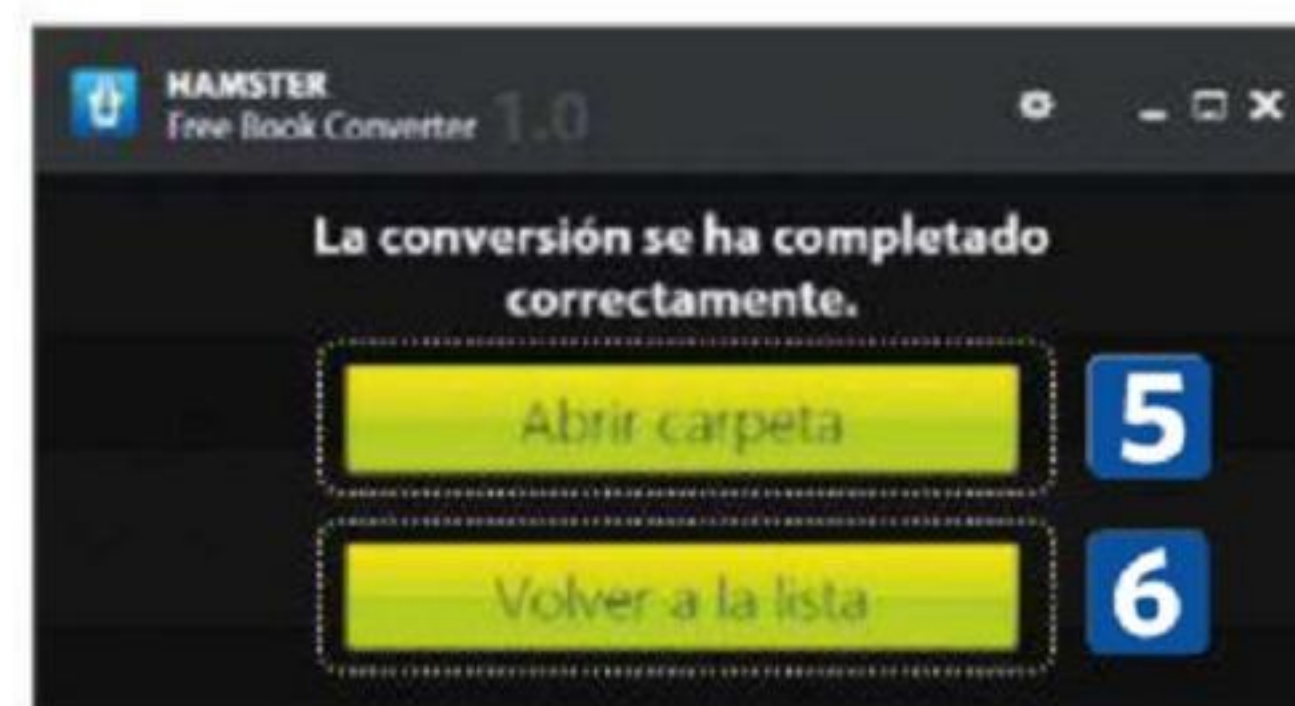 HAMSTER
Free Book Converter 1.0
La conversión se ha completado
correctamente.
Abrir carpeta
5
Volver a la lista
6